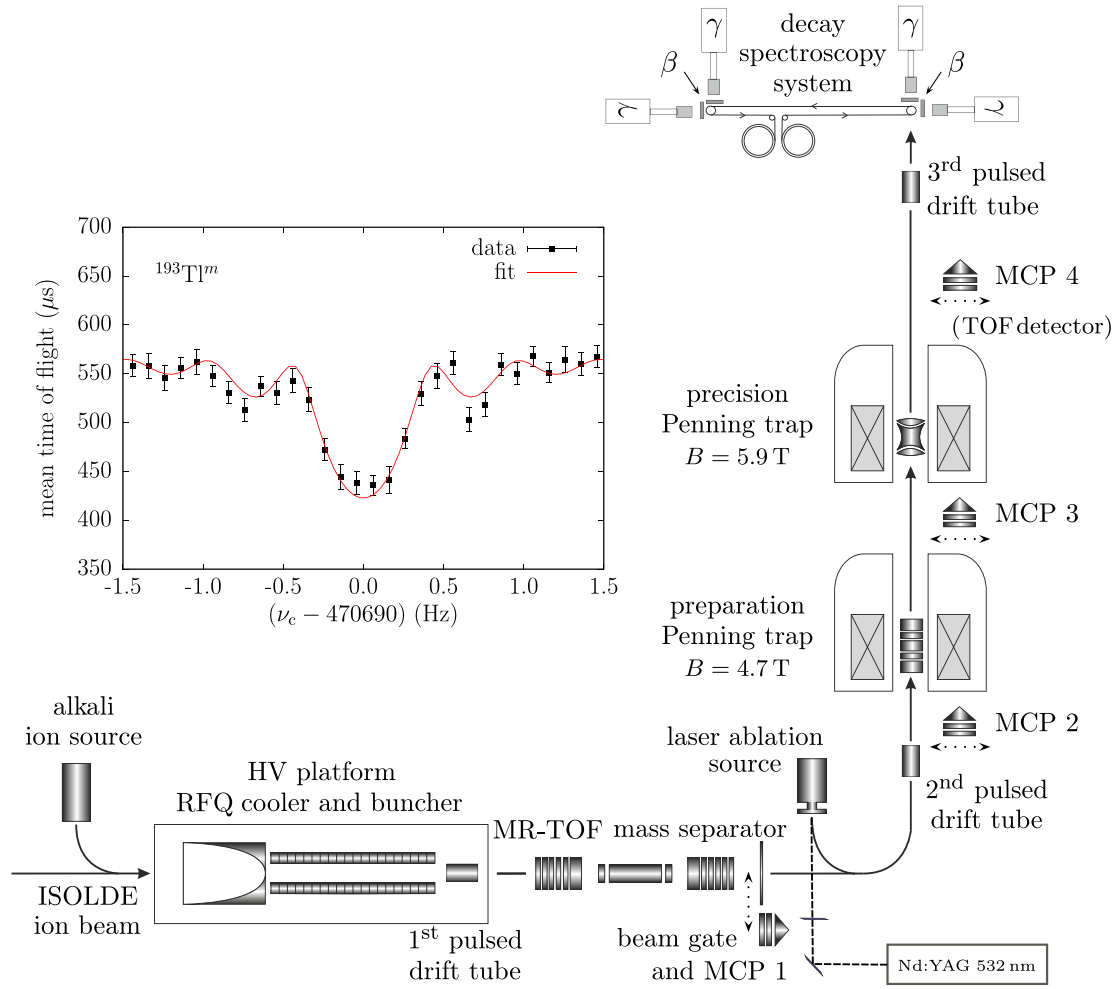 γ
γ
decay
spectroscopy
system
β
β
γ
γ
3rd pulsed
drift tube
MCP 4
(TOF detector)
precision
Penning trap
B = 5.9 T
MCP 3
preparation
Penning trap
B = 4.7 T
MCP 2
2nd pulsed
drift tube
700
650
600
550
500
450
400
350
mean time of flight (μs)
193Tlm
data
fit
-1.5
-1.0
-0.5
0.0
0.5
1.0
1.5
(νc − 470690) (Hz)
alkali
ion source
ISOLDE
ion beam
HV platform
RFQ cooler and buncher
1st pulsed
drift tube
MR-TOF mass separator
laser ablation
source
beam gate
and MCP 1
Nd:YAG 532 nm